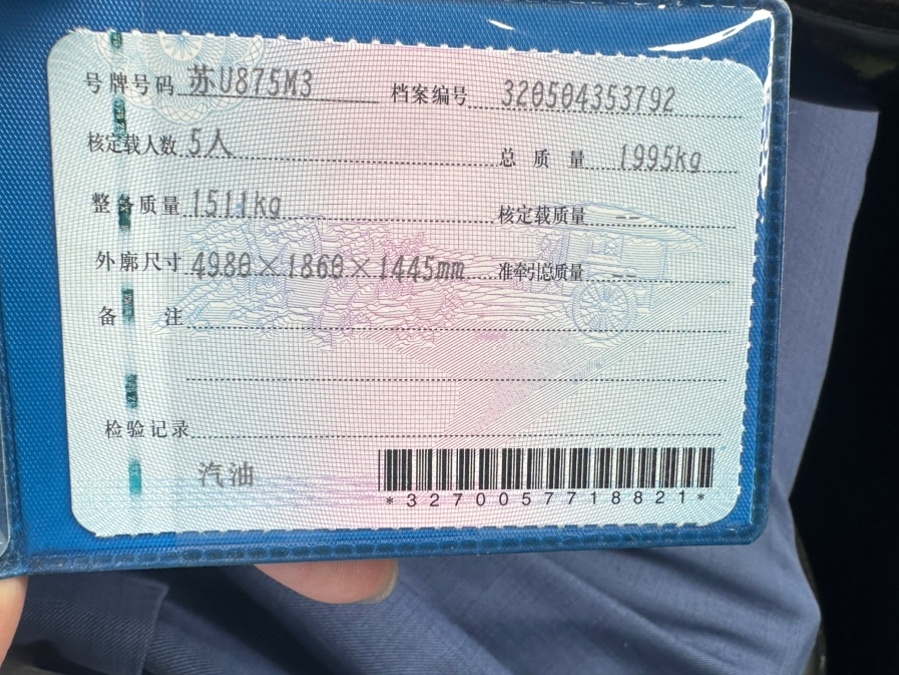 号牌号码 苏U875M3 档案编号 320504353792
核定载人数 5人 总质量 1995kg
整备质量 1511kg 核定载质量 --
外廓尺寸 4980×1860×1445mm 准牵引总质量 --
备注
检验记录
汽油
*3270057718821*